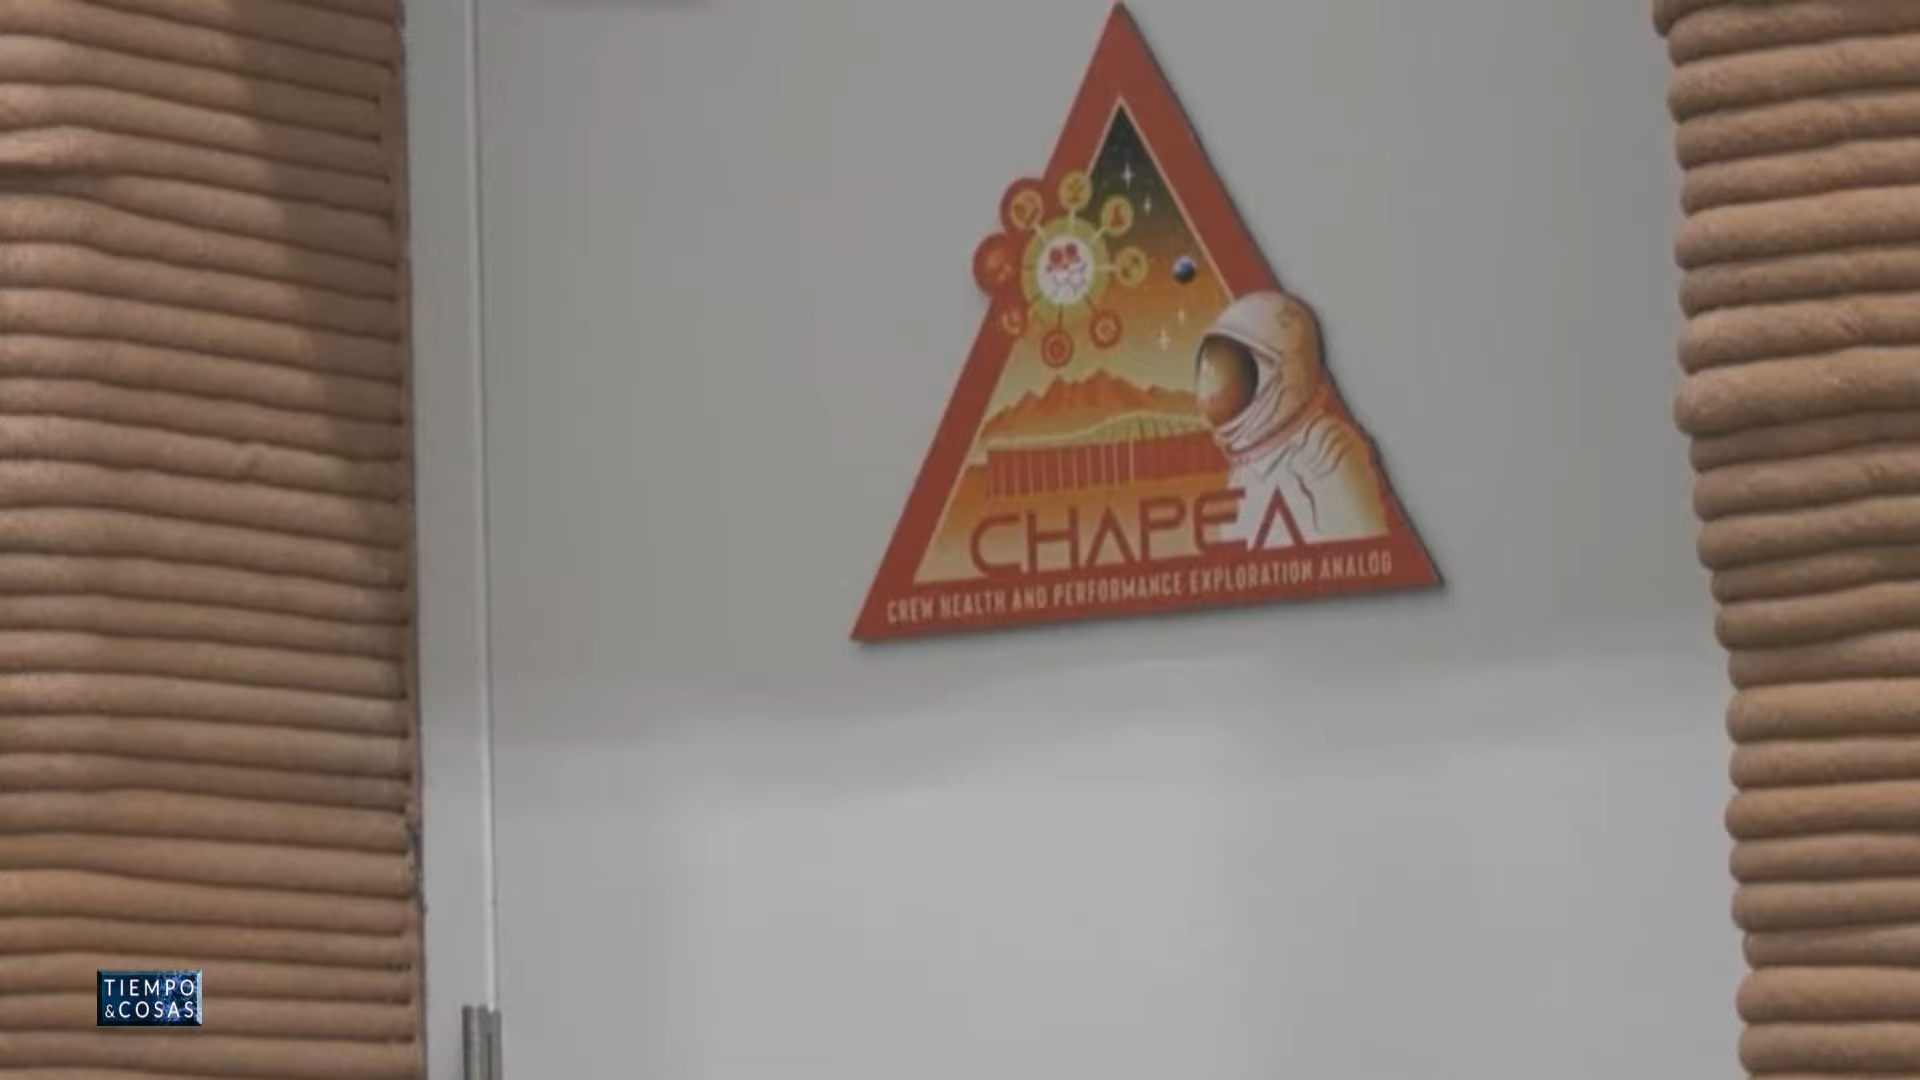 CHAPEA
CREW HEALTH AND PERFORMANCE EXPLORATION ANALOG
TIEMPO
&COSAS